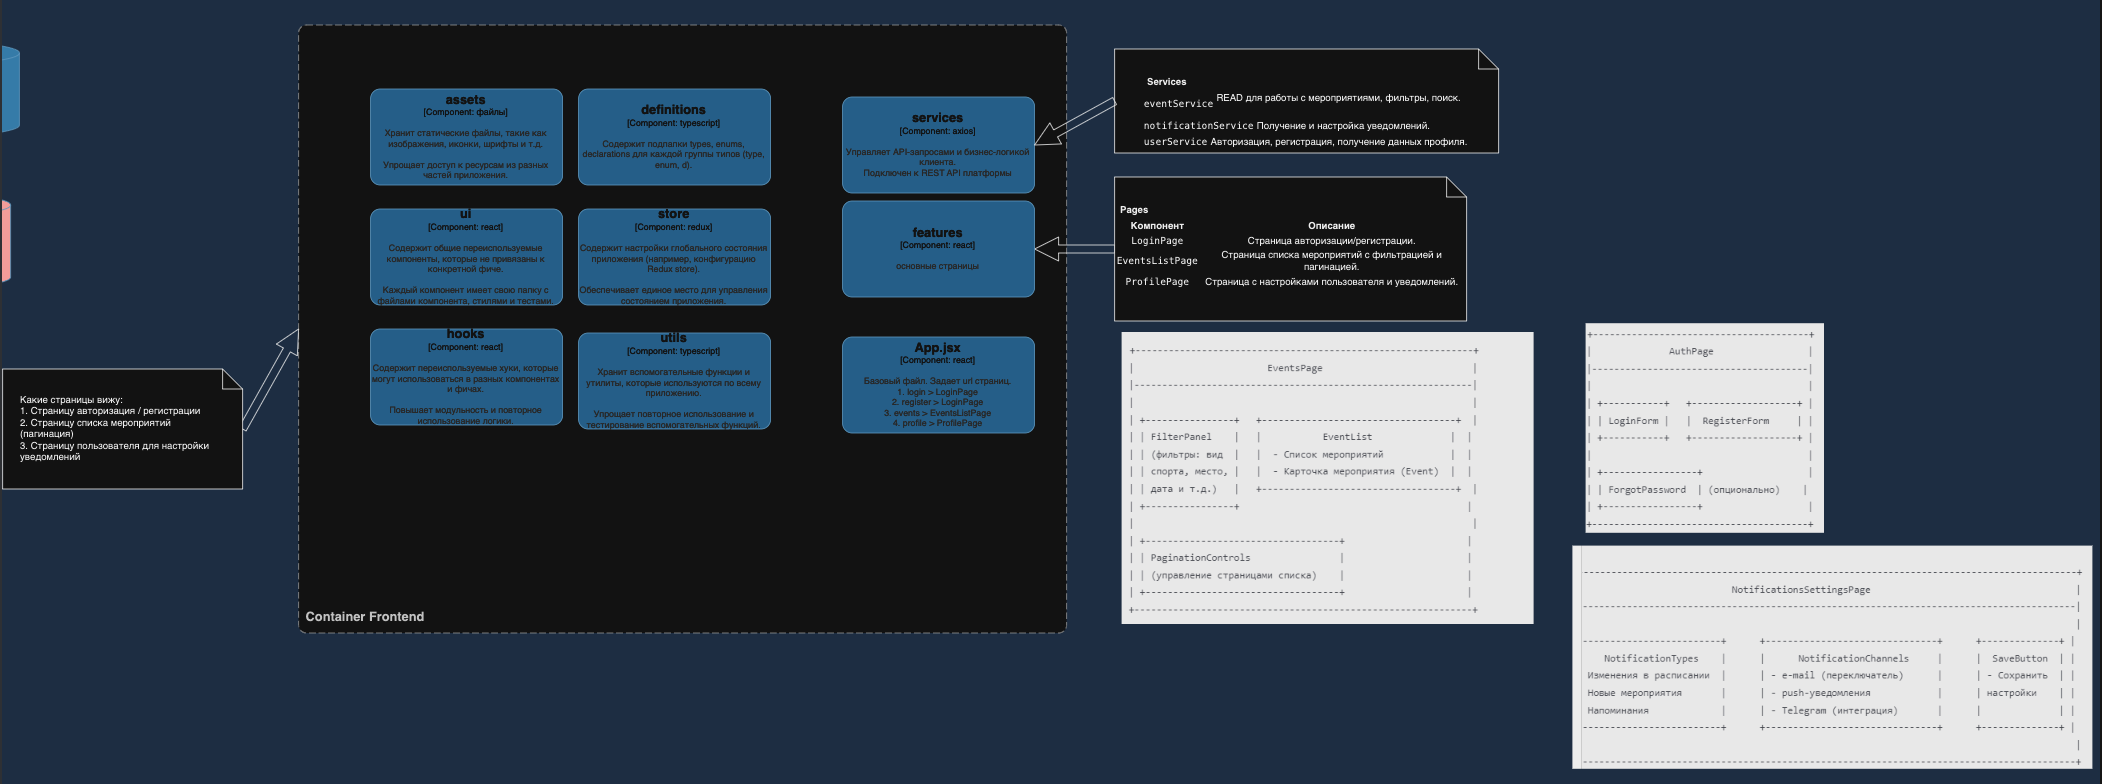 assets
[Component: файлы]
Хранит статические файлы, такие как
изображения, иконки, шрифты и т.д.
Упрощает доступ к ресурсам из разных
частей приложения.
definitions
[Component: typescript]
Содержит подпапки types, enums,
declarations для каждой группы типов (type,
enum, d).
services
[Component: axios]
Управляет API-запросами и бизнес-логикой
клиента.
Подключен к REST API платформы
ui
[Component: react]
Содержит общие переиспользуемые
компоненты, которые не привязаны к
конкретной фиче.
Каждый компонент имеет свою папку с
файлами компонента, стилями и тестами.
store
[Component: redux]
Содержит настройки глобального состояния
приложения (например, конфигурацию
Redux store).
Обеспечивает единое место для управления
состоянием приложения.
features
[Component: react]
основные страницы
hooks
[Component: react]
Содержит переиспользуемые хуки, которые
могут использоваться в разных компонентах
и фичах.
Повышает модульность и повторное
использование логики.
utils
[Component: typescript]
Хранит вспомогательные функции и
утилиты, которые используются по всему
приложению.
Упрощает повторное использование и
тестирование вспомогательных функций.
App.jsx
[Component: react]
Базовый файл. Задает url страниц.
1. login > LoginPage
2. register > LoginPage
3. events > EventsListPage
4. profile > ProfilePage
Container Frontend
Какие страницы вижу:
1. Страницу авторизация / регистрации
2. Страницу списка мероприятий
(пагинация)
3. Страницу пользователя для настройки
уведомлений
Services
eventService READ для работы с мероприятиями, фильтры, поиск.
notificationService Получение и настройка уведомлений.
userService Авторизация, регистрация, получение данных профиля.
Pages
Компонент Описание
LoginPage Страница авторизации/регистрации.
EventsListPage Страница списка мероприятий с фильтрацией и
пагинацией.
ProfilePage Страница с настройками пользователя и уведомлений.
EventsPage
FilterPanel
(фильтры: вид
спорта, место,
дата и т.д.)
EventList
- Список мероприятий
- Карточка мероприятия (Event)
PaginationControls
(управление страницами списка)
AuthPage
LoginForm
RegisterForm
ForgotPassword (опционально)
NotificationsSettingsPage
NotificationTypes
Изменения в расписании
Новые мероприятия
Напоминания
NotificationChannels
- e-mail (переключатель)
- push-уведомления
- Telegram (интеграция)
SaveButton
- Сохранить
настройки